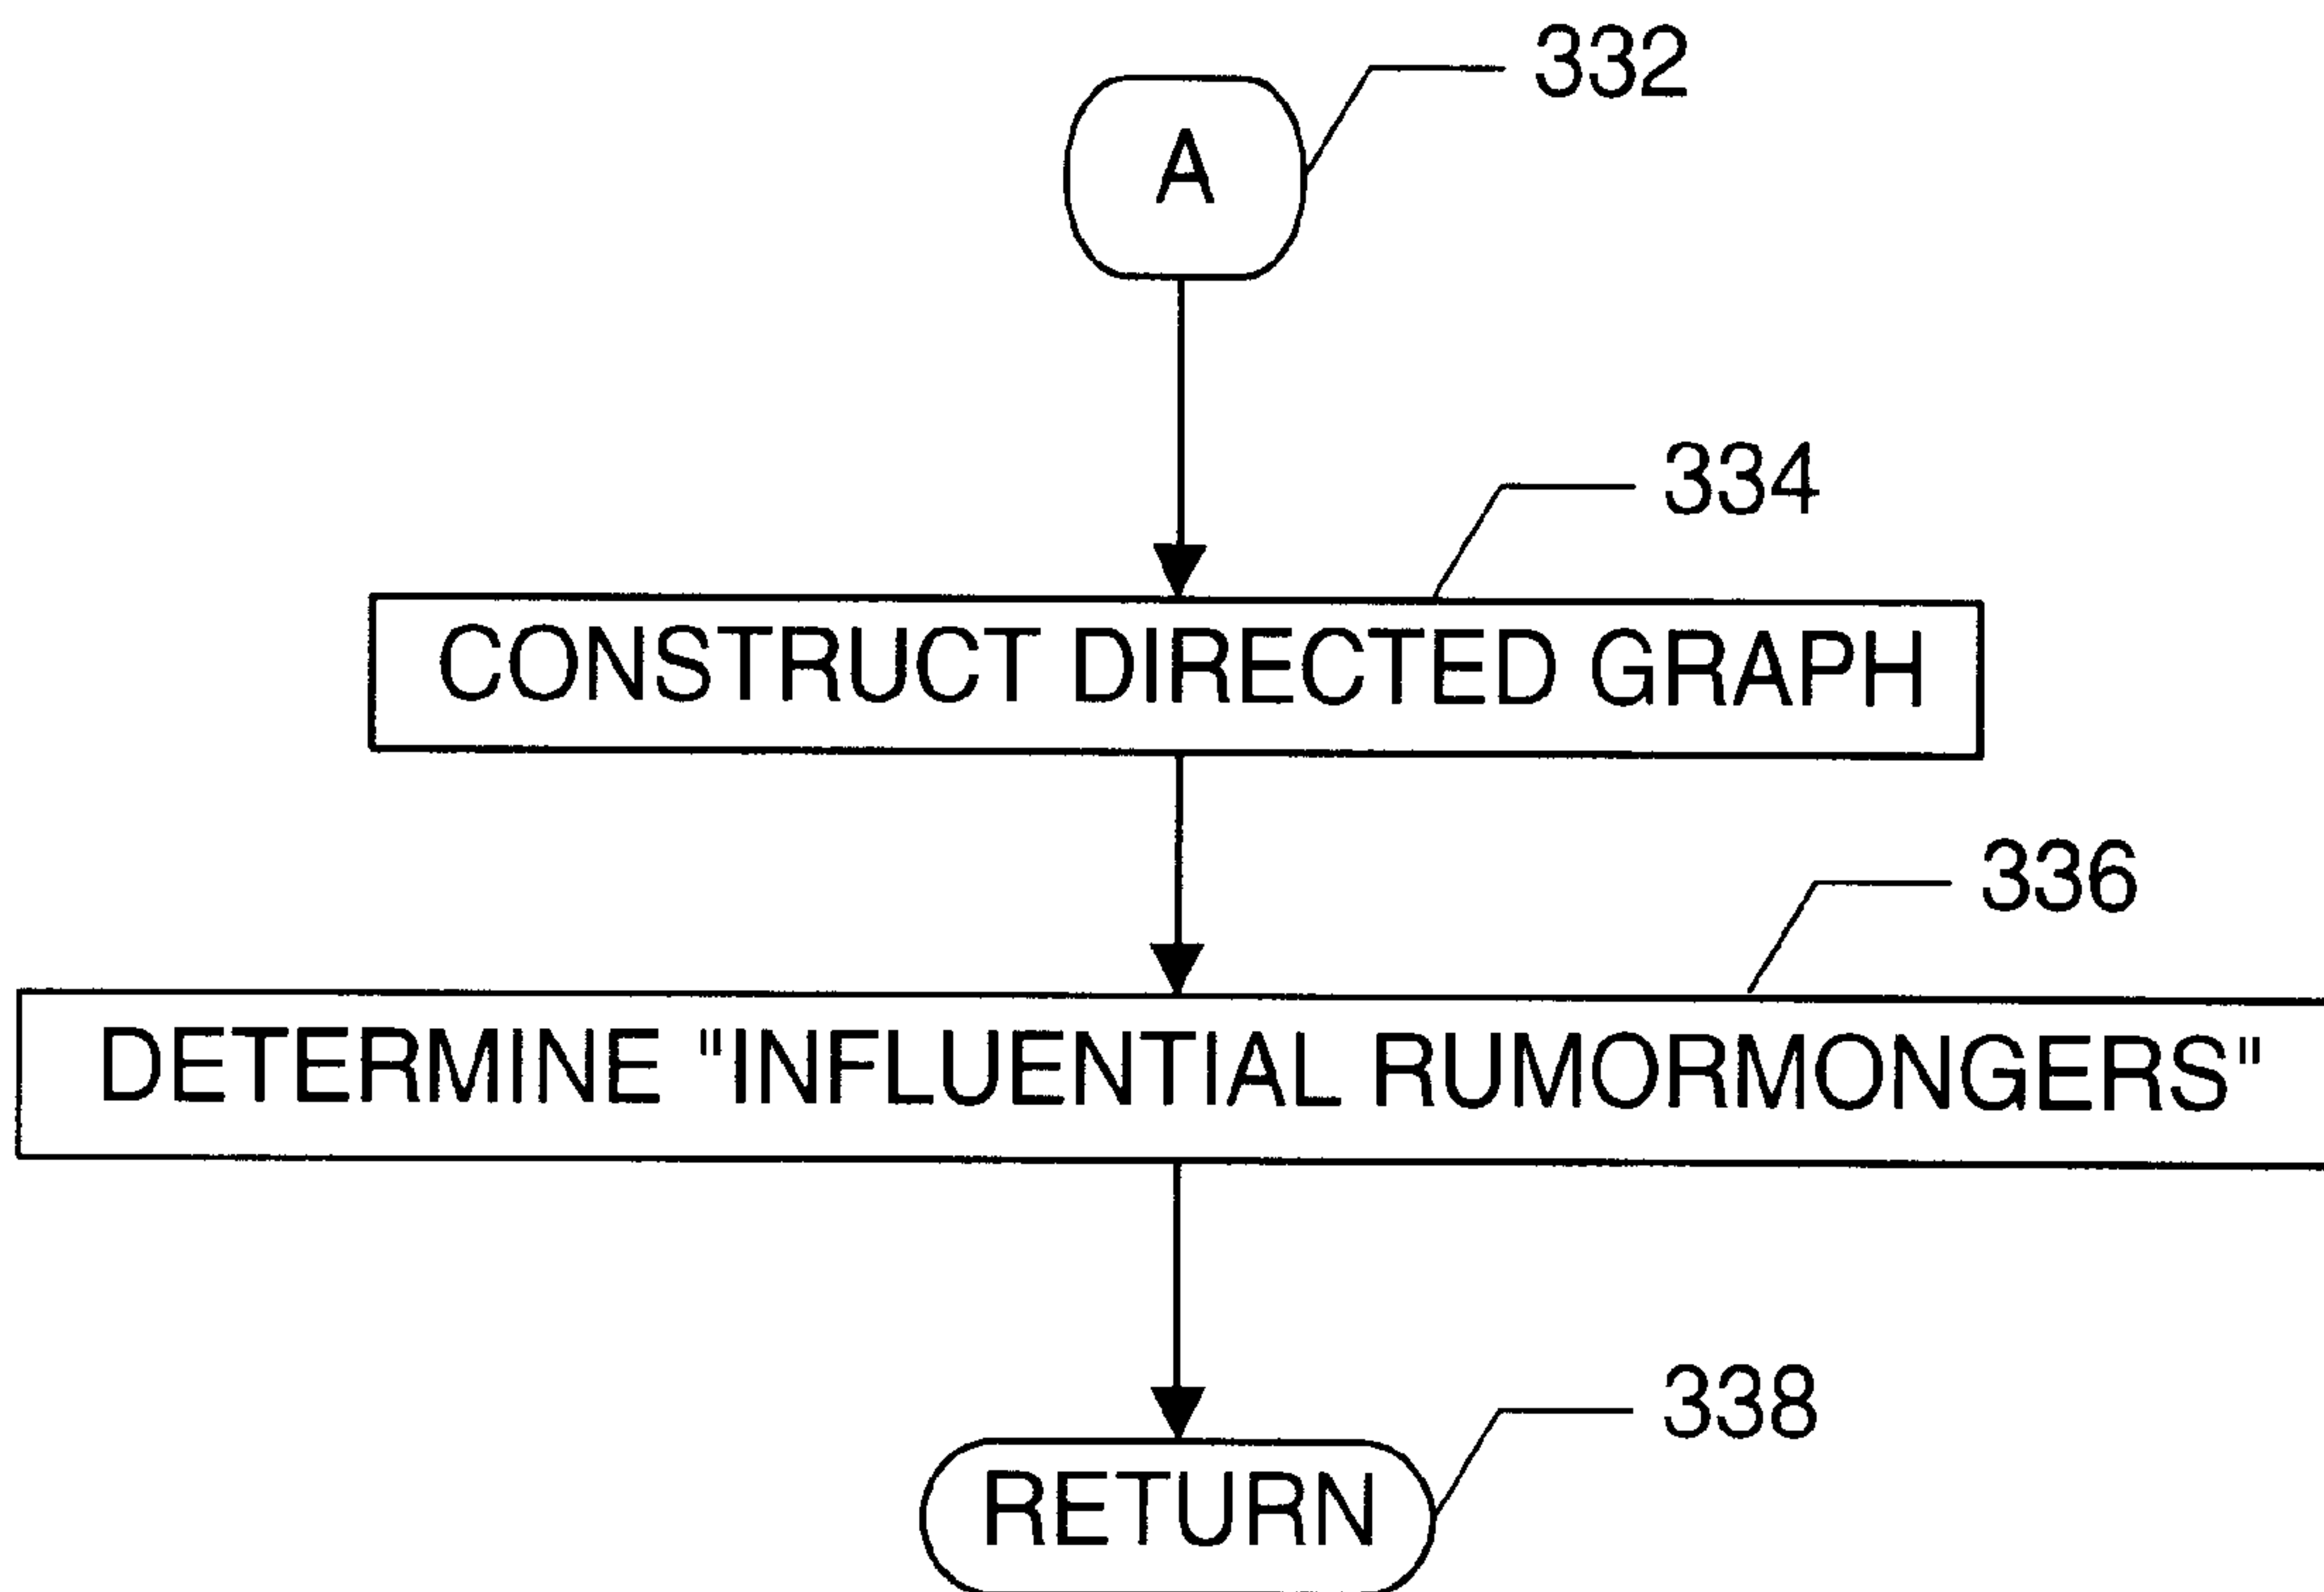 332
A
334
CONSTRUCT DIRECTED GRAPH
336
DETERMINE "INFLUENTIAL RUMORMONGERS"
338
RETURN